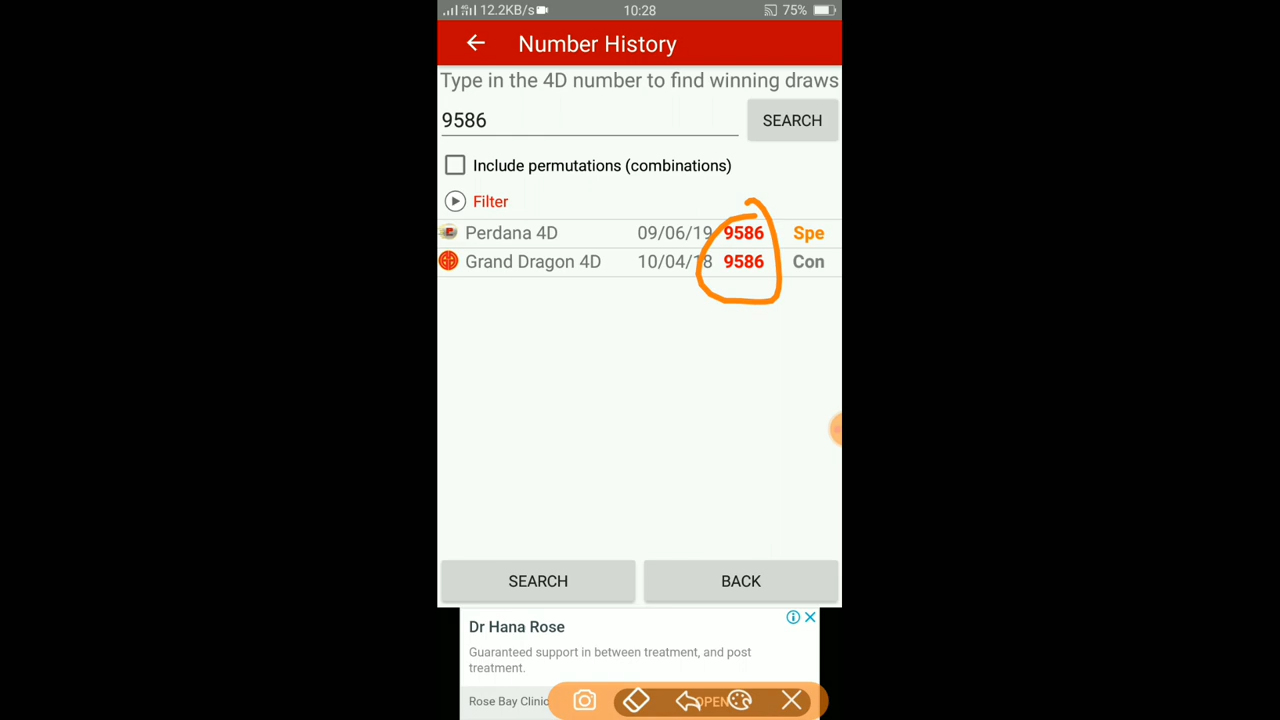 12.2KB/s 10:28 75%
Number History
Type in the 4D number to find winning draws
9586 SEARCH
Include permutations (combinations)
Filter
Perdana 4D 09/06/19 9586 Spe
Grand Dragon 4D 10/04/18 9586 Con
SEARCH BACK
Dr Hana Rose
Guaranteed support in between treatment, and post
treatment.
Rose Bay Clinic OPEN